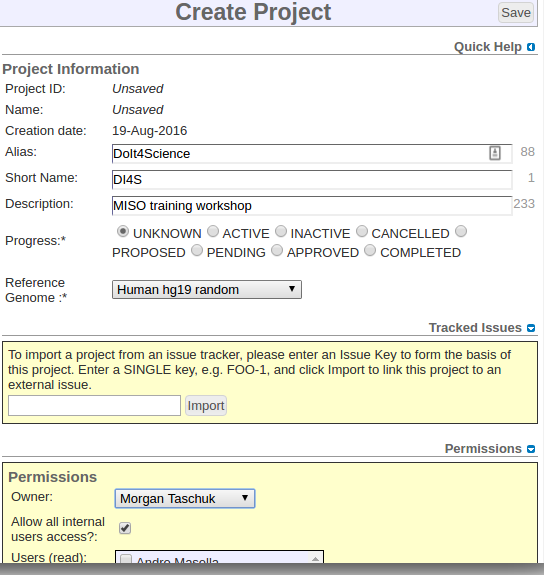 Create Project
Save
Quick Help
Project Information
Project ID: Unsaved
Name: Unsaved
Creation date: 19-Aug-2016
Alias: DoIt4Science 88
Short Name: DI4S 1
Description: MISO training workshop 233
Progress:* UNKNOWN ACTIVE INACTIVE CANCELLED
PROPOSED PENDING APPROVED COMPLETED
Reference
Genome :* Human hg19 random
Tracked Issues
To import a project from an issue tracker, please enter an Issue Key to form the basis of
this project. Enter a SINGLE key, e.g. FOO-1, and click Import to link this project to an
external issue.
Import
Permissions
Permissions
Owner: Morgan Taschuk
Allow all internal
users access?:
Users (read): Andre Masella